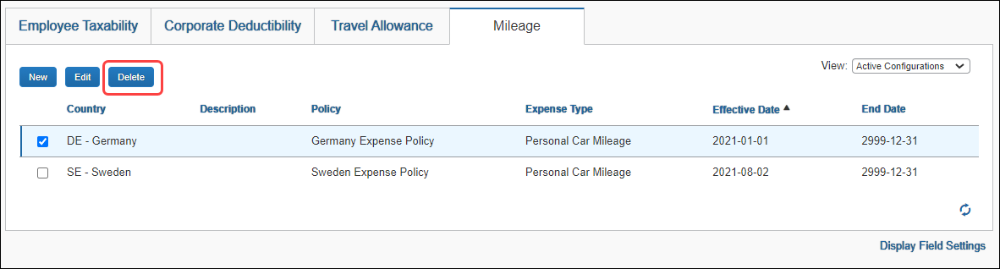 Employee Taxability Corporate Deductibility Travel Allowance Mileage
New Edit Delete View: Active Configurations
Country Description Policy Expense Type Effective Date End Date
DE - Germany Germany Expense Policy Personal Car Mileage 2021-01-01 2999-12-31
SE - Sweden Sweden Expense Policy Personal Car Mileage 2021-08-02 2999-12-31
Display Field Settings